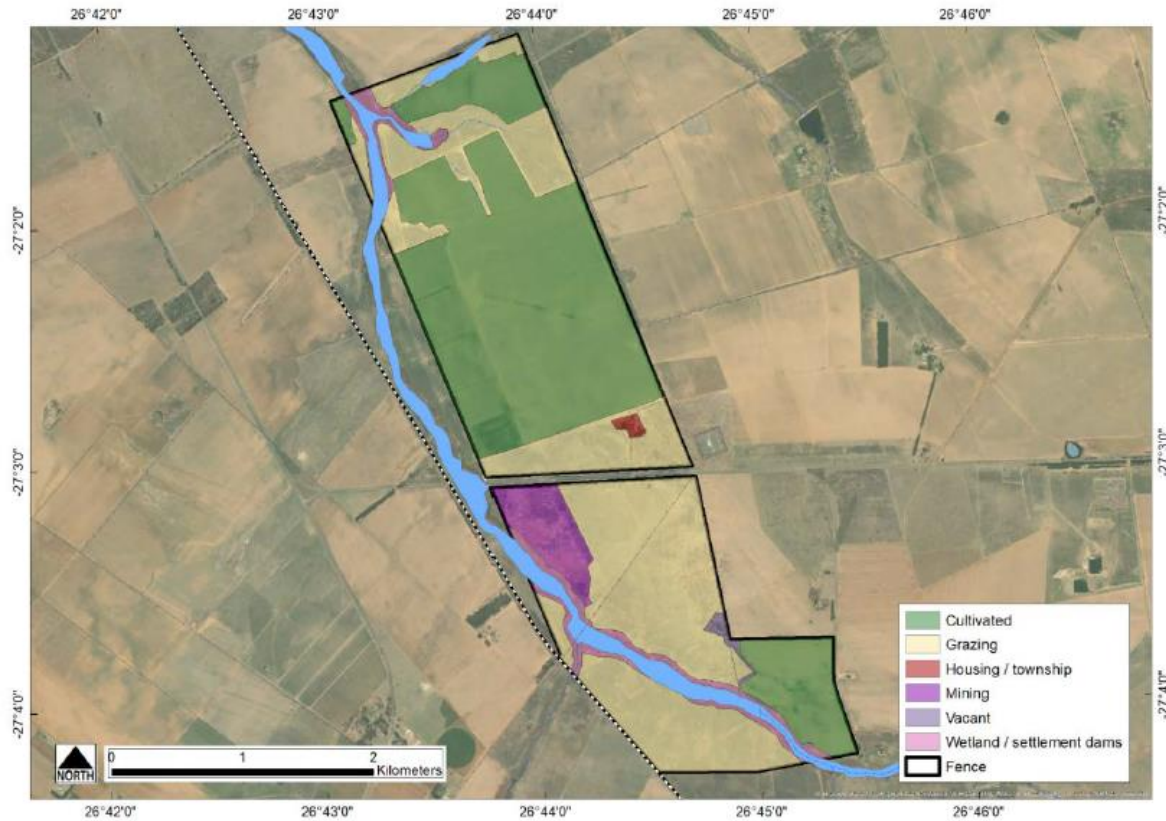 26°42'0"
26°43'0"
26°44'0"
26°45'0"
26°46'0"
-27°2'0"
-27°2'0"
-27°3'0"
-27°3'0"
-27°4'0"
-27°4'0"
Cultivated
Grazing
Housing / township
Mining
Vacant
Wetland / settlement dams
Fence
NORTH
0 1 2
Kilometers
26°42'0"
26°43'0"
26°44'0"
26°45'0"
26°46'0"